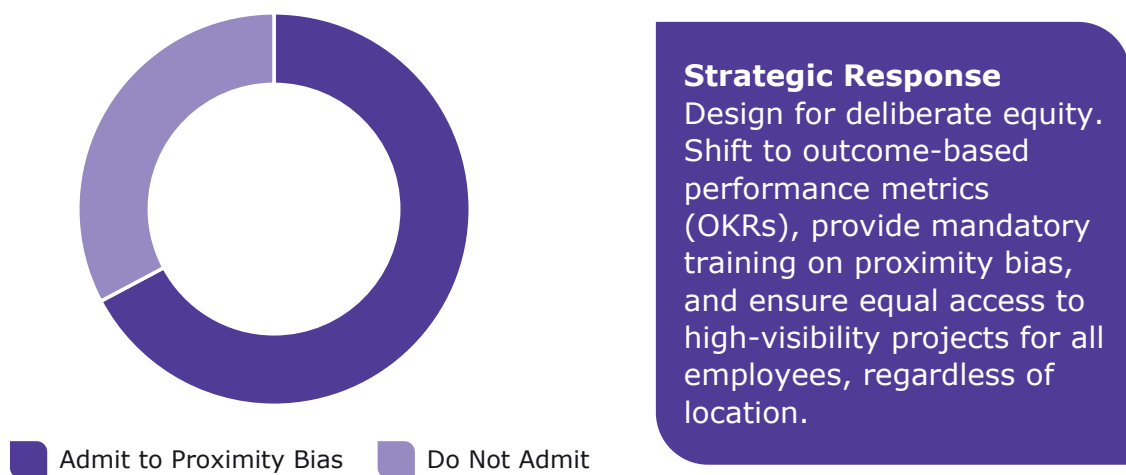 Strategic Response
Design for deliberate equity.
Shift to outcome-based
performance metrics
(OKRs), provide mandatory
training on proximity bias,
and ensure equal access to
high-visibility projects for all
employees, regardless of
location.
Admit to Proximity Bias
Do Not Admit